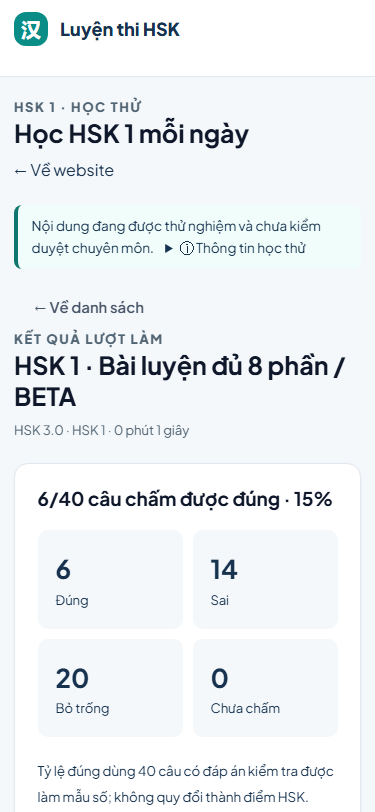 汉 Luyện thi HSK
HSK 1 · HỌC THỬ
Học HSK 1 mỗi ngày
← Về website
Nội dung đang được thử nghiệm và chưa kiểm
duyệt chuyên môn. ▶ ⓘ Thông tin học thử
← Về danh sách
KẾT QUẢ LƯỢT LÀM
HSK 1 · Bài luyện đủ 8 phần /
BETA
HSK 3.0 · HSK 1 · 0 phút 1 giây
6/40 câu chấm được đúng · 15%
6
Đúng
14
Sai
20
Bỏ trống
0
Chưa chấm
Tỷ lệ đúng dùng 40 câu có đáp án kiểm tra được
làm mẫu số; không quy đổi thành điểm HSK.